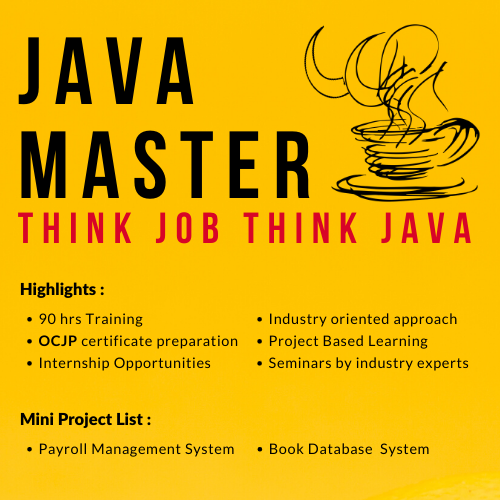 JAVA
MASTER
THINK JOB THINK JAVA
Highlights :
• 90 hrs Training
• OCJP certificate preparation
• Internship Opportunities
• Industry oriented approach
• Project Based Learning
• Seminars by industry experts
Mini Project List :
• Payroll Management System
• Book Database System